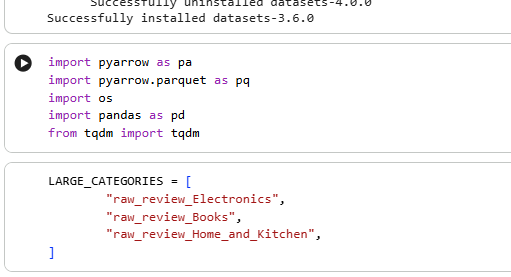 Successfully uninstalled datasets-4.0.0
Successfully installed datasets-3.6.0
import pyarrow as pa
import pyarrow.parquet as pq
import os
import pandas as pd
from tqdm import tqdm
LARGE_CATEGORIES = [
"raw_review_Electronics",
"raw_review_Books",
"raw_review_Home_and_Kitchen",
]